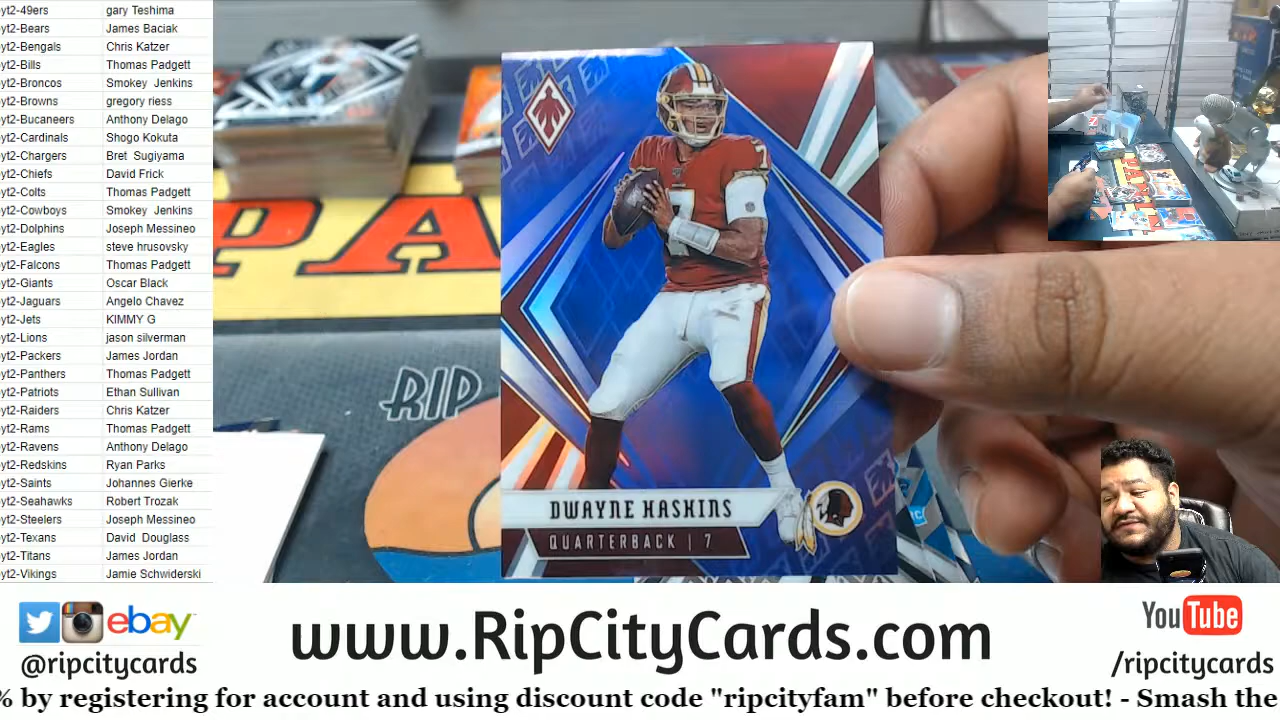 yt2-49ers gary Teshima
yt2-Bears James Baciak
yt2-Bengals Chris Katzer
yt2-Bills Thomas Padgett
yt2-Broncos Smokey Jenkins
yt2-Browns gregory riess
yt2-Bucaneers Anthony Delago
yt2-Cardinals Shogo Kokuta
yt2-Chargers Bret Sugiyama
yt2-Chiefs David Frick
yt2-Colts Thomas Padgett
yt2-Cowboys Smokey Jenkins
yt2-Dolphins Joseph Messineo
yt2-Eagles steve hrusovsky
yt2-Falcons Thomas Padgett
yt2-Giants Oscar Black
yt2-Jaguars Angelo Chavez
yt2-Jets KIMMY G
yt2-Lions jason silverman
yt2-Packers James Jordan
yt2-Panthers Thomas Padgett
yt2-Patriots Ethan Sullivan
yt2-Raiders Chris Katzer
yt2-Rams Thomas Padgett
yt2-Ravens Anthony Delago
yt2-Redskins Ryan Parks
yt2-Saints Johannes Gierke
yt2-Seahawks Robert Trozak
yt2-Steelers Joseph Messineo
yt2-Texans David Douglass
yt2-Titans James Jordan
yt2-Vikings Jamie Schwiderski
PA
RIP
7
7
DWAYNE HASKINS
QUARTERBACK | 7
RC
ebay
@ripcitycards
www.RipCityCards.com
YouTube
/ripcitycards
% by registering for account and using discount code "ripcityfam" before checkout! - Smash the